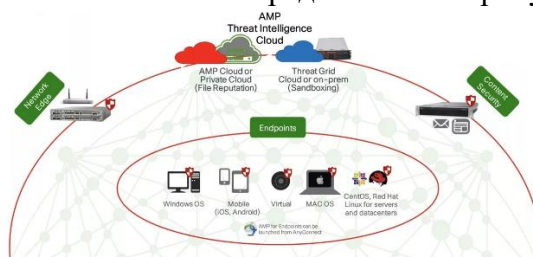 AMP
Threat Intelligence
Cloud
AMP Cloud or
Private Cloud
(File Reputation)
Threat Grid
Cloud or on-prem
(Sandboxing)
Network
Edge
Content
Security
Endpoints
Windows OS
Mobile
(iOS, Android)
Virtual
MAC OS
CentOS, Red Hat
Linux for servers
and datacenters
AMP for Endpoints can be
launched from AnyConnect